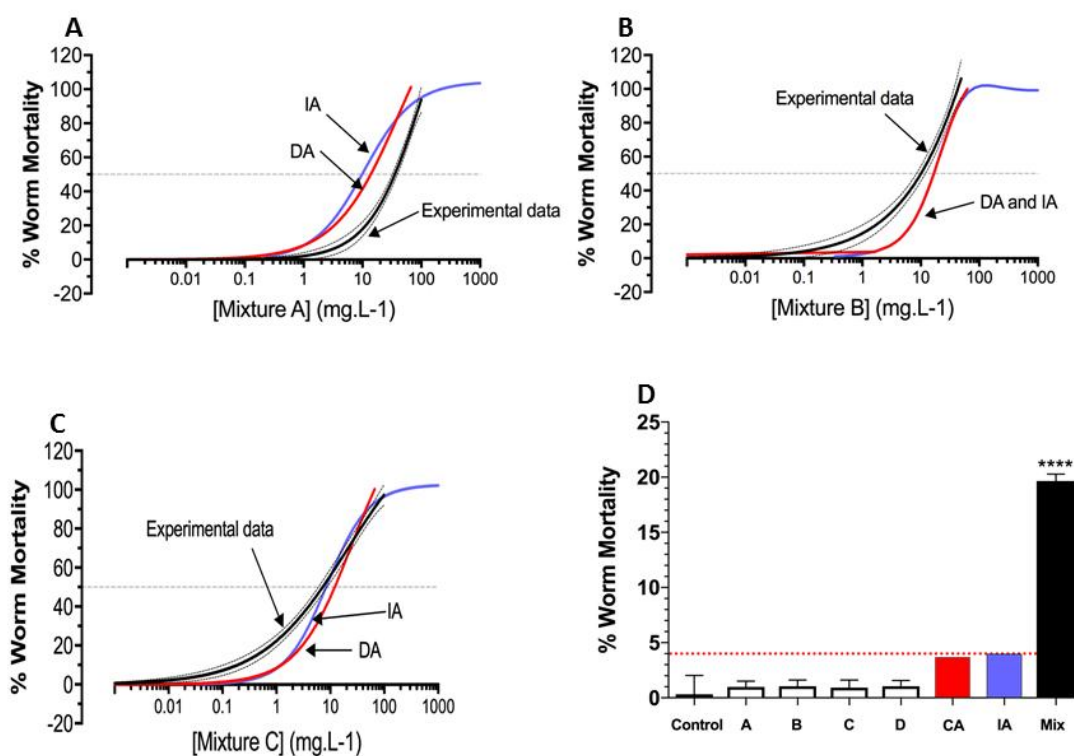 A
% Worm Mortality
120
100
80
60
40
20
0
-20
IA
DA
Experimental data
0.01
0.1
1
10
100
1000
[Mixture A] (mg.L-1)
B
% Worm Mortality
120
100
80
60
40
20
0
-20
Experimental data
DA and IA
0.01
0.1
1
10
100
1000
[Mixture B] (mg.L-1)
C
% Worm Mortality
120
100
80
60
40
20
0
-20
Experimental data
IA
DA
0.01
0.1
1
10
100
1000
[Mixture C] (mg.L-1)
D
% Worm Mortality
25
20
15
10
5
0
****
Control A B C D CA IA Mix